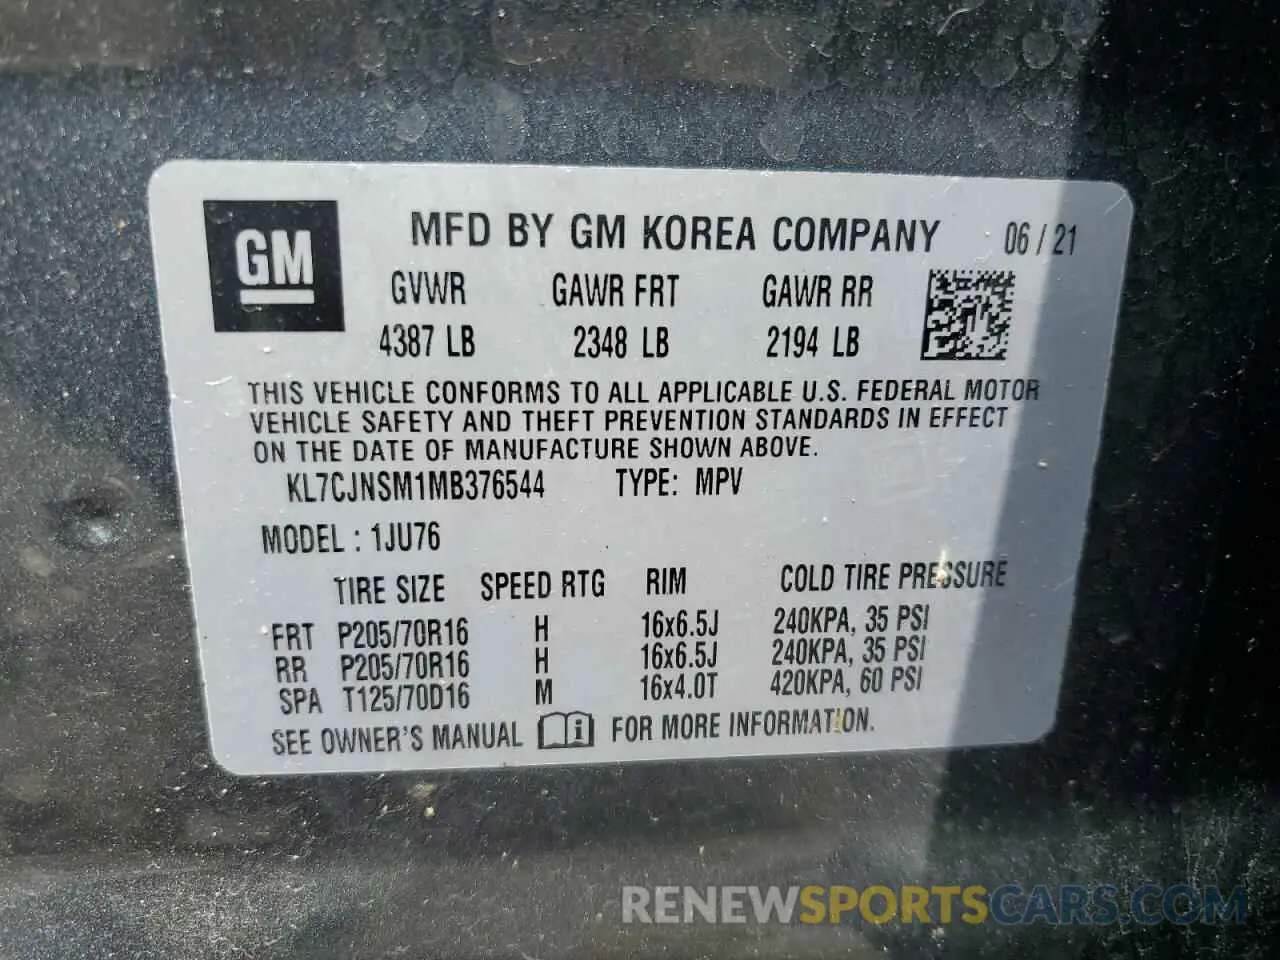 GM
MFD BY GM KOREA COMPANY 06 / 21
GVWR GAWR FRT GAWR RR
4387 LB 2348 LB 2194 LB
THIS VEHICLE CONFORMS TO ALL APPLICABLE U.S. FEDERAL MOTOR
VEHICLE SAFETY AND THEFT PREVENTION STANDARDS IN EFFECT
ON THE DATE OF MANUFACTURE SHOWN ABOVE.
KL7CJNSM1MB376544 TYPE: MPV
MODEL : 1JU76
TIRE SIZE SPEED RTG RIM COLD TIRE PRESSURE
FRT P205/70R16 H 16x6.5J 240KPA, 35 PSI
RR P205/70R16 H 16x6.5J 240KPA, 35 PSI
SPA T125/70D16 M 16x4.0T 420KPA, 60 PSI
SEE OWNER'S MANUAL i FOR MORE INFORMATION.
RENEWSPORTSCARS.COM